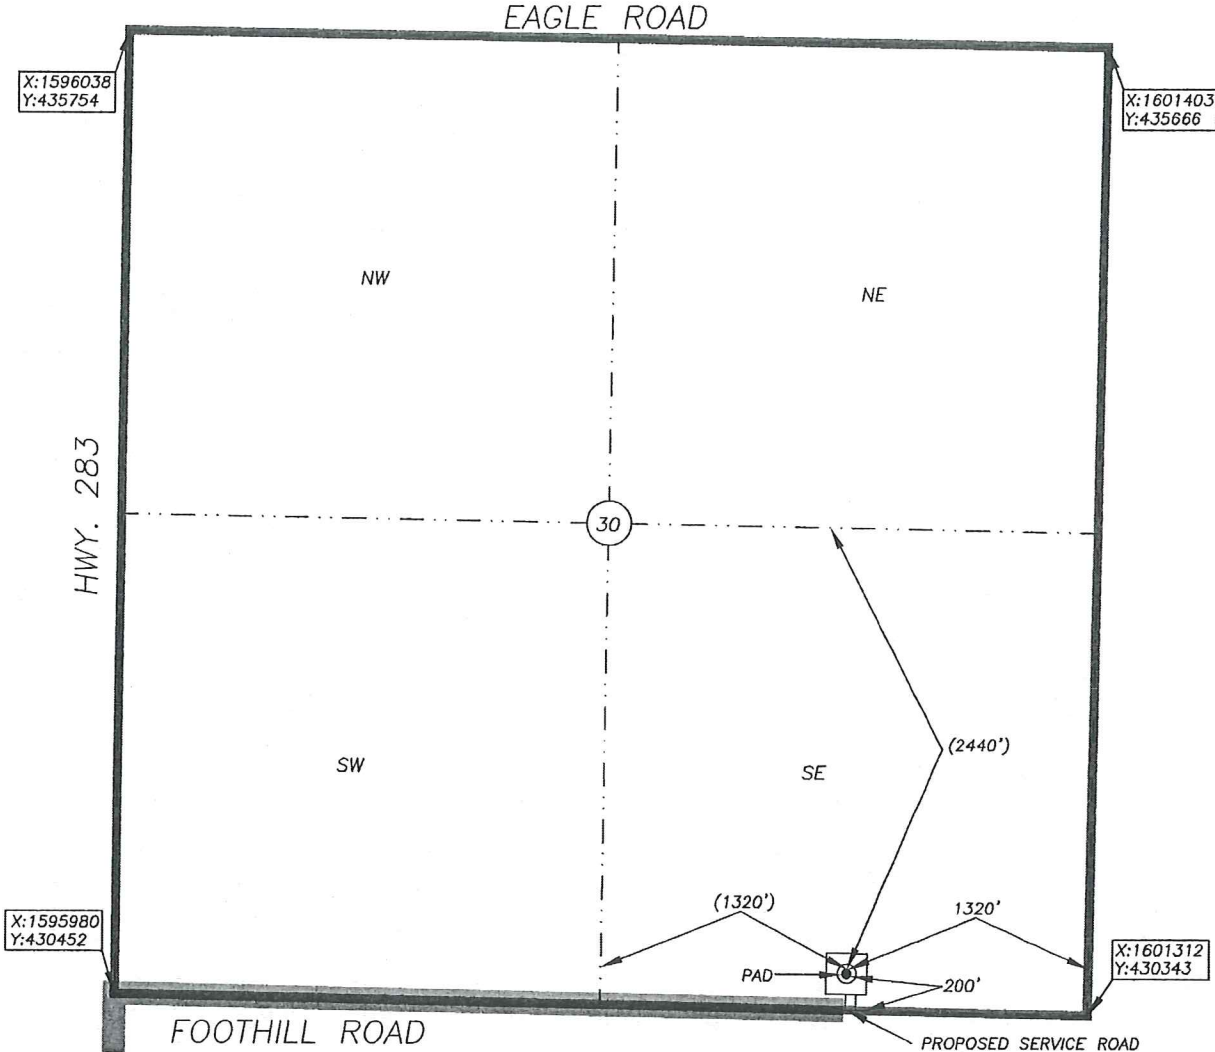 EAGLE ROAD
X:1596038
Y:435754
X:1601403
Y:435666
NW
NE
HWY. 283
30
(2440')
SW
SE
(1320')
1320'
X:1595980
Y:430452
X:1601312
Y:430343
PAD
200'
FOOTHILL ROAD
PROPOSED SERVICE ROAD